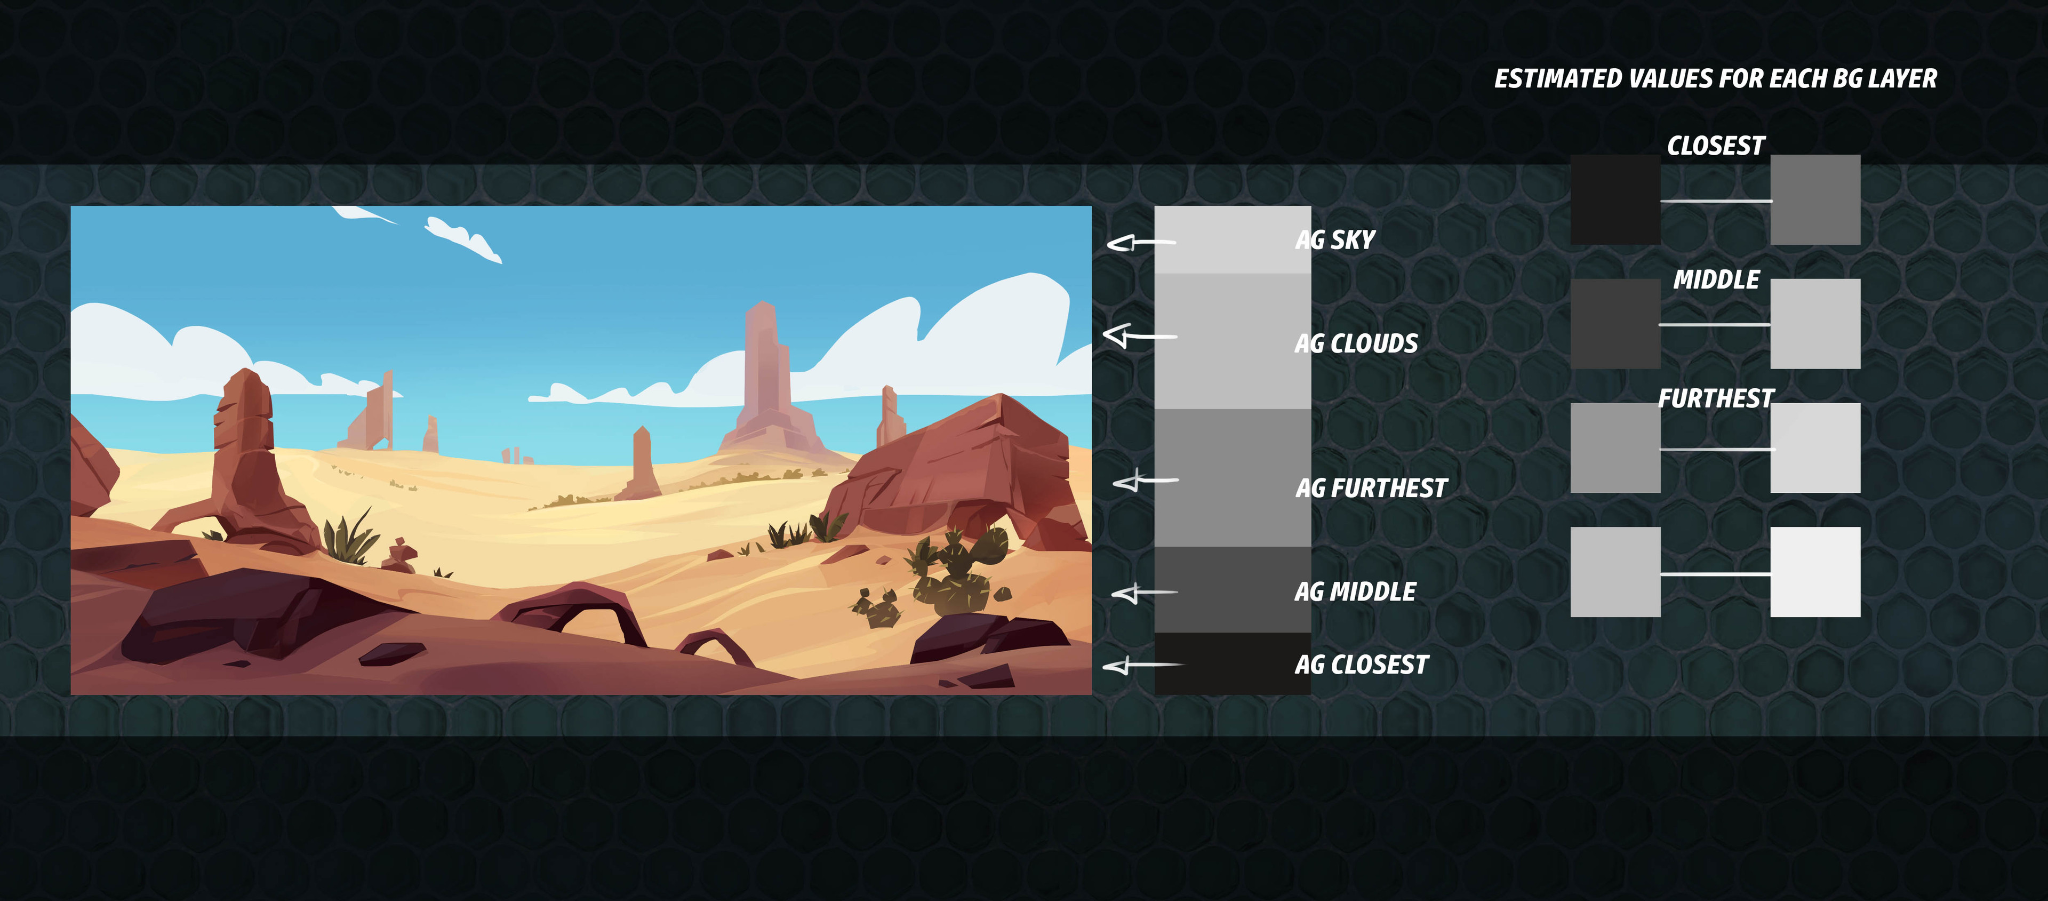 ESTIMATED VALUES FOR EACH BG LAYER
CLOSEST
MIDDLE
FURTHEST
AG SKY
AG CLOUDS
AG FURTHEST
AG MIDDLE
AG CLOSEST